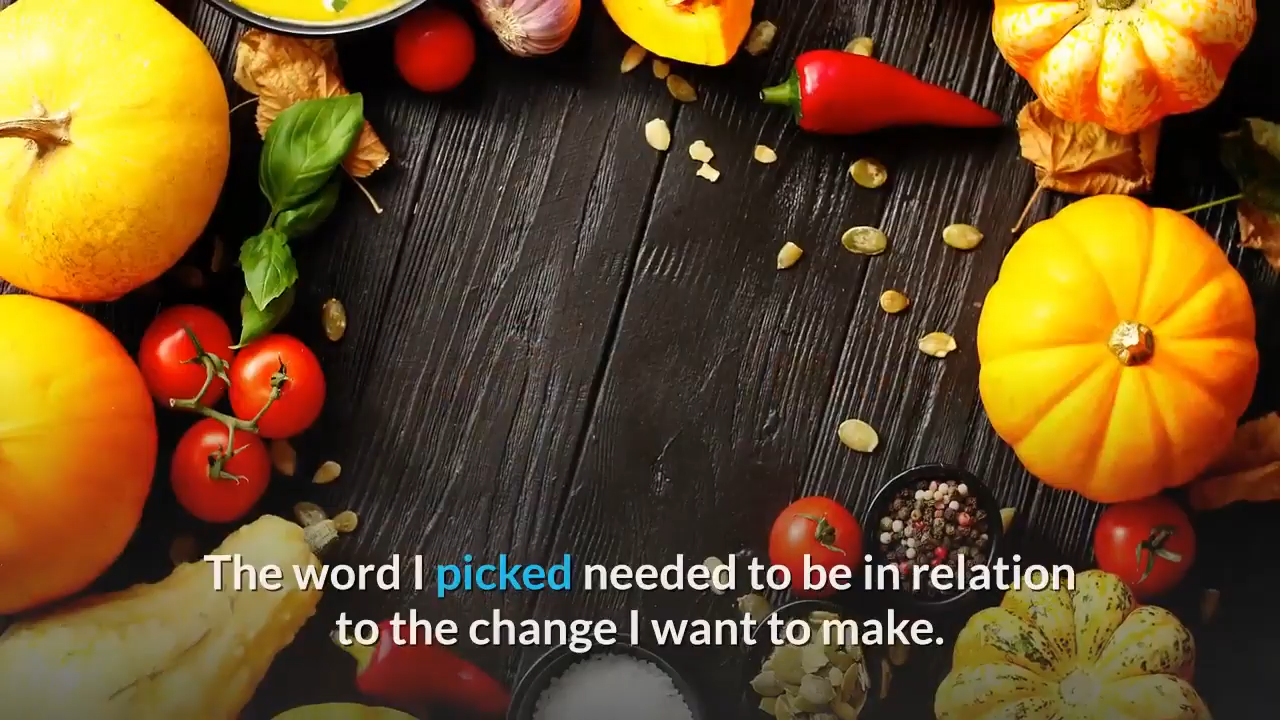 The word I picked needed to be in relation
to the change I want to make.